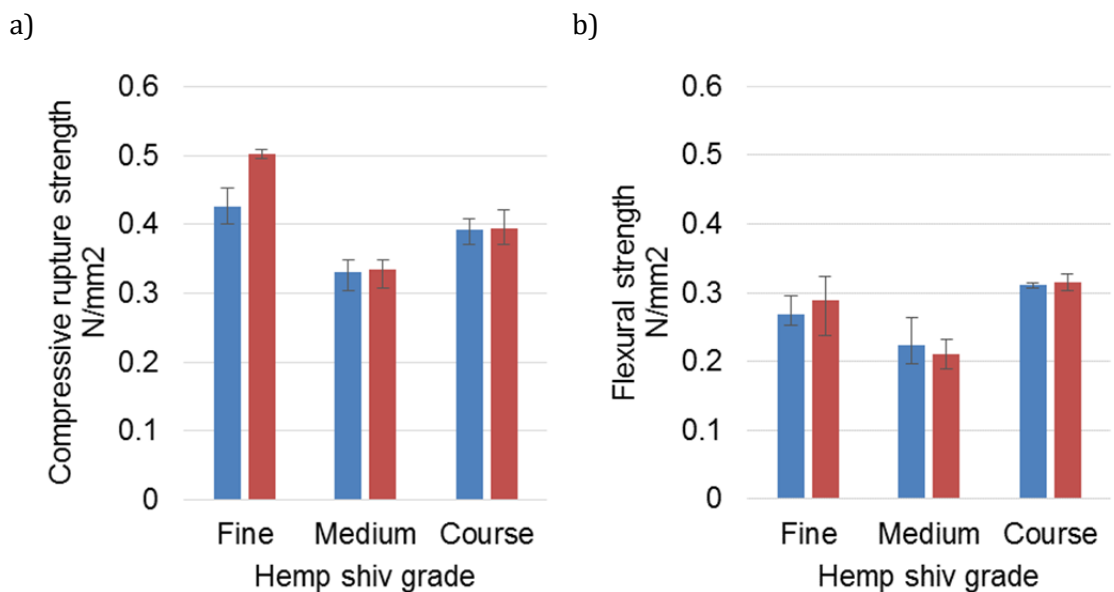 a)
Compressive rupture strength
N/mm2
0.6
0.5
0.4
0.3
0.2
0.1
0
Fine Medium Course
Hemp shiv grade
b)
Flexural strength
N/mm2
0.6
0.5
0.4
0.3
0.2
0.1
0
Fine Medium Course
Hemp shiv grade